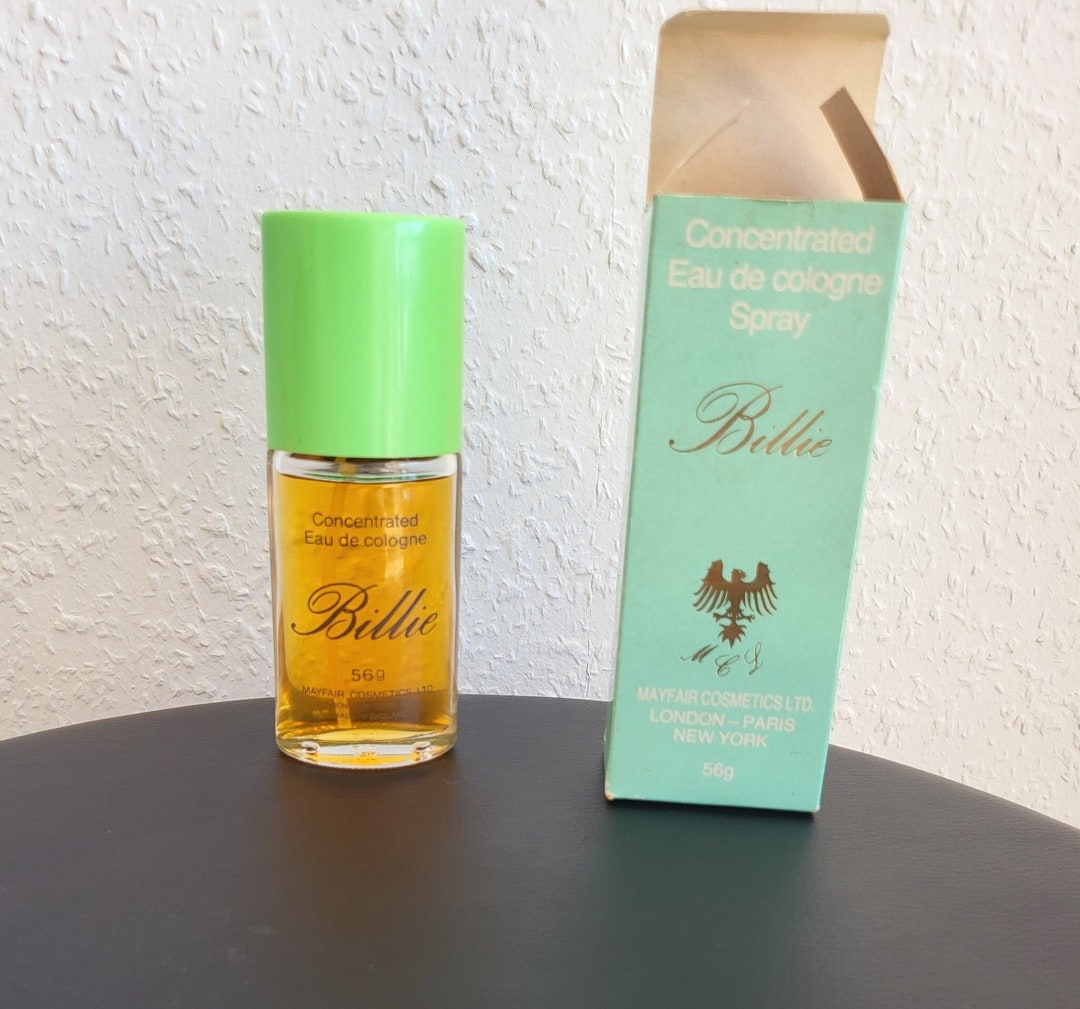 Concentrated
Eau de cologne
Billie
56g
MAYFAIR COSMETICS LTD.
Concentrated
Eau de cologne
Spray
Billie
M C L
MAYFAIR COSMETICS LTD.
LONDON – PARIS
NEW YORK
56g